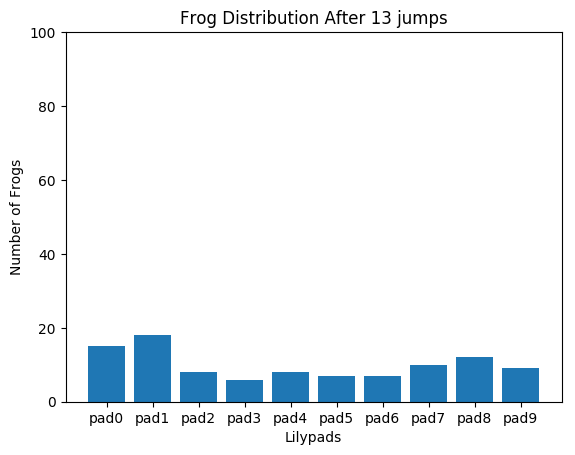 Frog Distribution After 13 jumps
100
80
60
40
20
0
Number of Frogs
pad0 pad1 pad2 pad3 pad4 pad5 pad6 pad7 pad8 pad9
Lilypads